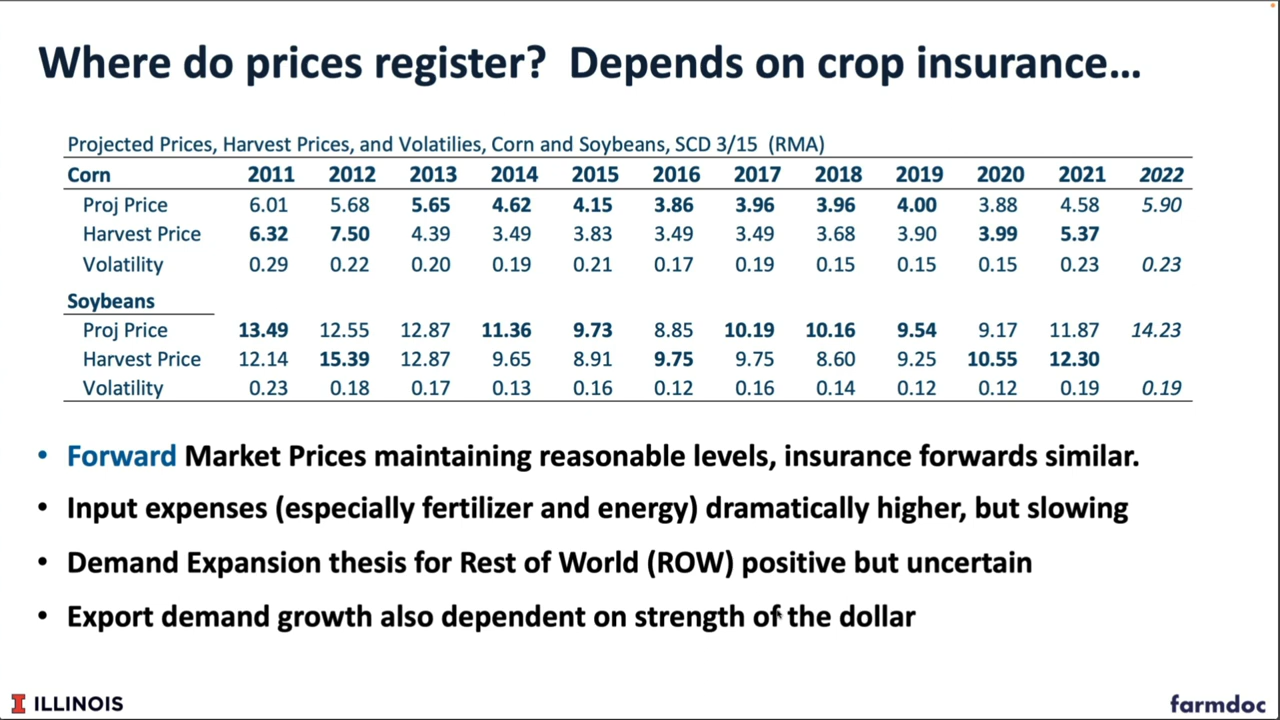 Where do prices register? Depends on crop insurance...
Projected Prices, Harvest Prices, and Volatilies, Corn and Soybeans, SCD 3/15 (RMA)
Corn 2011 2012 2013 2014 2015 2016 2017 2018 2019 2020 2021 2022
Proj Price 6.01 5.68 5.65 4.62 4.15 3.86 3.96 3.96 4.00 3.88 4.58 5.90
Harvest Price 6.32 7.50 4.39 3.49 3.83 3.49 3.49 3.68 3.90 3.99 5.37
Volatility 0.29 0.22 0.20 0.19 0.21 0.17 0.19 0.15 0.15 0.15 0.23 0.23
Soybeans
Proj Price 13.49 12.55 12.87 11.36 9.73 8.85 10.19 10.16 9.54 9.17 11.87 14.23
Harvest Price 12.14 15.39 12.87 9.65 8.91 9.75 9.75 8.60 9.25 10.55 12.30
Volatility 0.23 0.18 0.17 0.13 0.16 0.12 0.16 0.14 0.12 0.12 0.19 0.19
• Forward Market Prices maintaining reasonable levels, insurance forwards similar.
• Input expenses (especially fertilizer and energy) dramatically higher, but slowing
• Demand Expansion thesis for Rest of World (ROW) positive but uncertain
• Export demand growth also dependent on strength of the dollar
I ILLINOIS
farmdoc